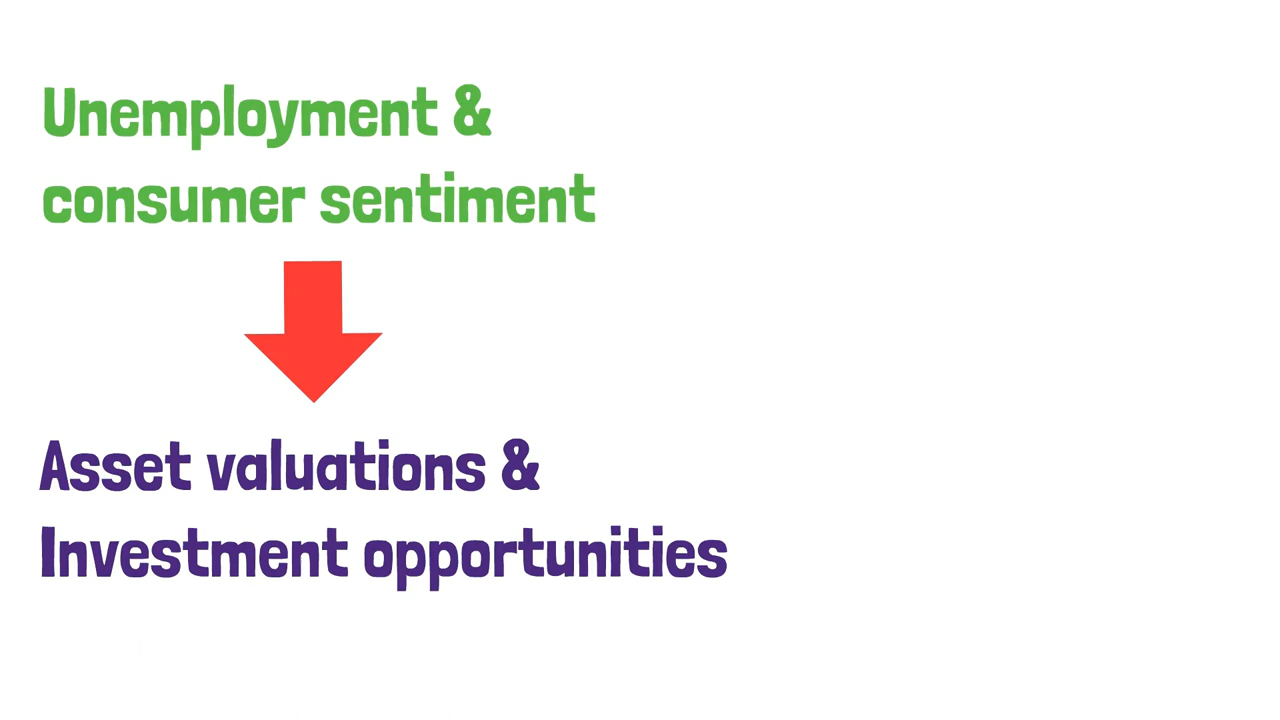 Unemployment &
consumer sentiment
Asset valuations &
Investment opportunities